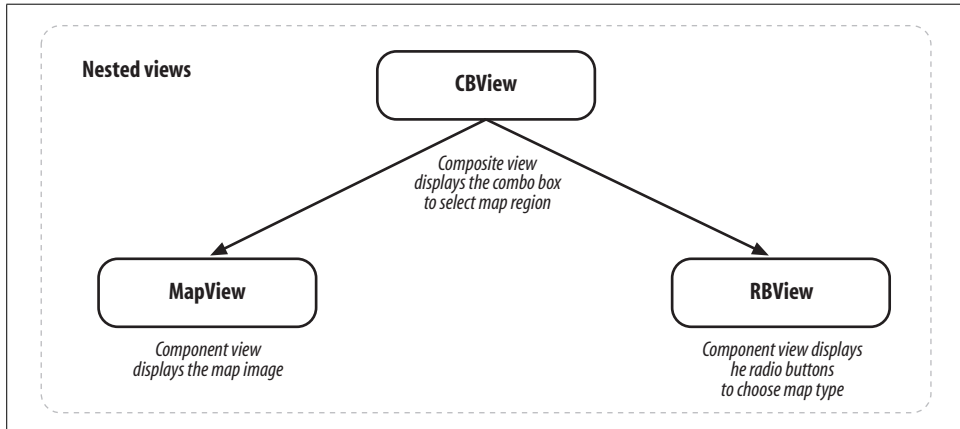 Nested views
CBView
Composite view
displays the combo box
to select map region
MapView
RBView
Component view
displays the map image
Component view displays
he radio buttons
to choose map type